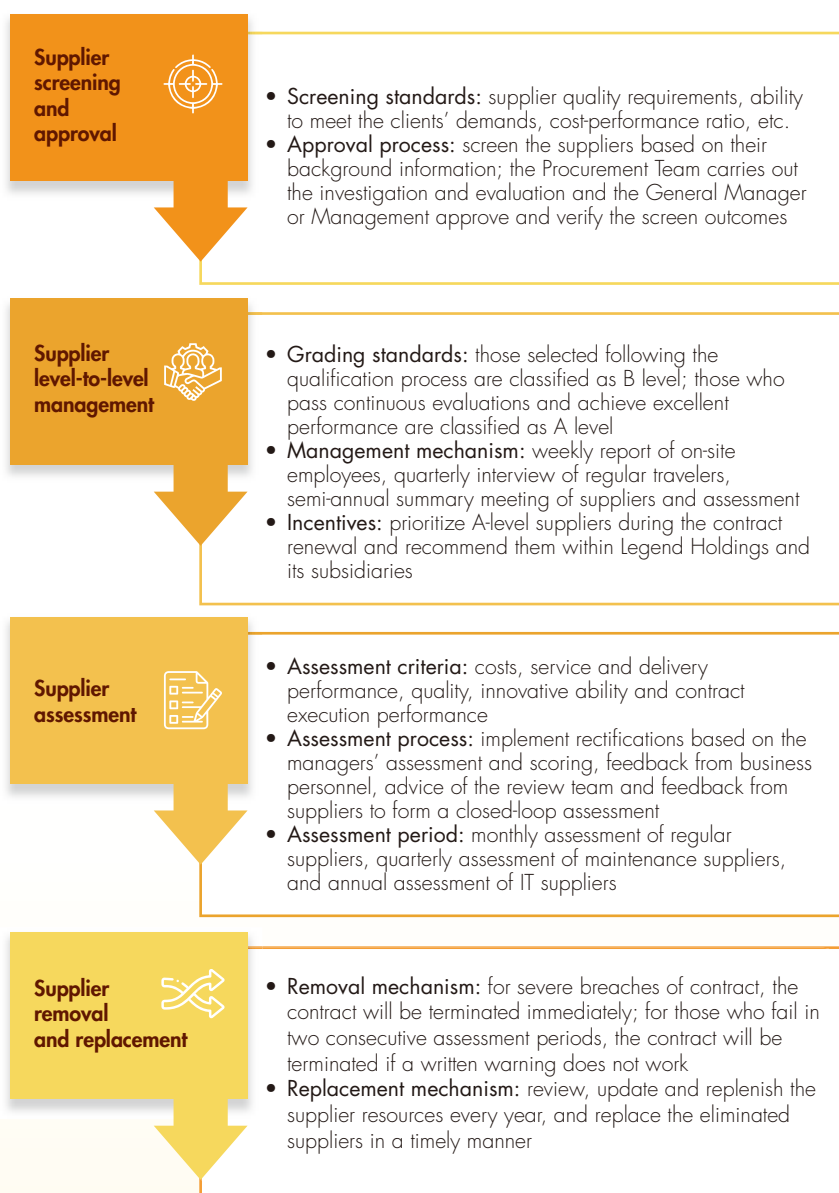 Supplier
screening
and
approval
• Screening standards: supplier quality requirements, ability
to meet the clients’ demands, cost-performance ratio, etc.
• Approval process: screen the suppliers based on their
background information; the Procurement Team carries out
the investigation and evaluation and the General Manager
or Management approve and verify the screen outcomes
Supplier
level-to-level
management
• Grading standards: those selected following the
qualification process are classified as B level; those who
pass continuous evaluations and achieve excellent
performance are classified as A level
• Management mechanism: weekly report of on-site
employees, quarterly interview of regular travelers,
semi-annual summary meeting of suppliers and assessment
• Incentives: prioritize A-level suppliers during the contract
renewal and recommend them within Legend Holdings and
its subsidiaries
Supplier
assessment
• Assessment criteria: costs, service and delivery
performance, quality, innovative ability and contract
execution performance
• Assessment process: implement rectifications based on the
managers’ assessment and scoring, feedback from business
personnel, advice of the review team and feedback from
suppliers to form a closed-loop assessment
• Assessment period: monthly assessment of regular
suppliers, quarterly assessment of maintenance suppliers,
and annual assessment of IT suppliers
Supplier
removal
and replacement
• Removal mechanism: for severe breaches of contract, the
contract will be terminated immediately; for those who fail in
two consecutive assessment periods, the contract will be
terminated if a written warning does not work
• Replacement mechanism: review, update and replenish the
supplier resources every year, and replace the eliminated
suppliers in a timely manner